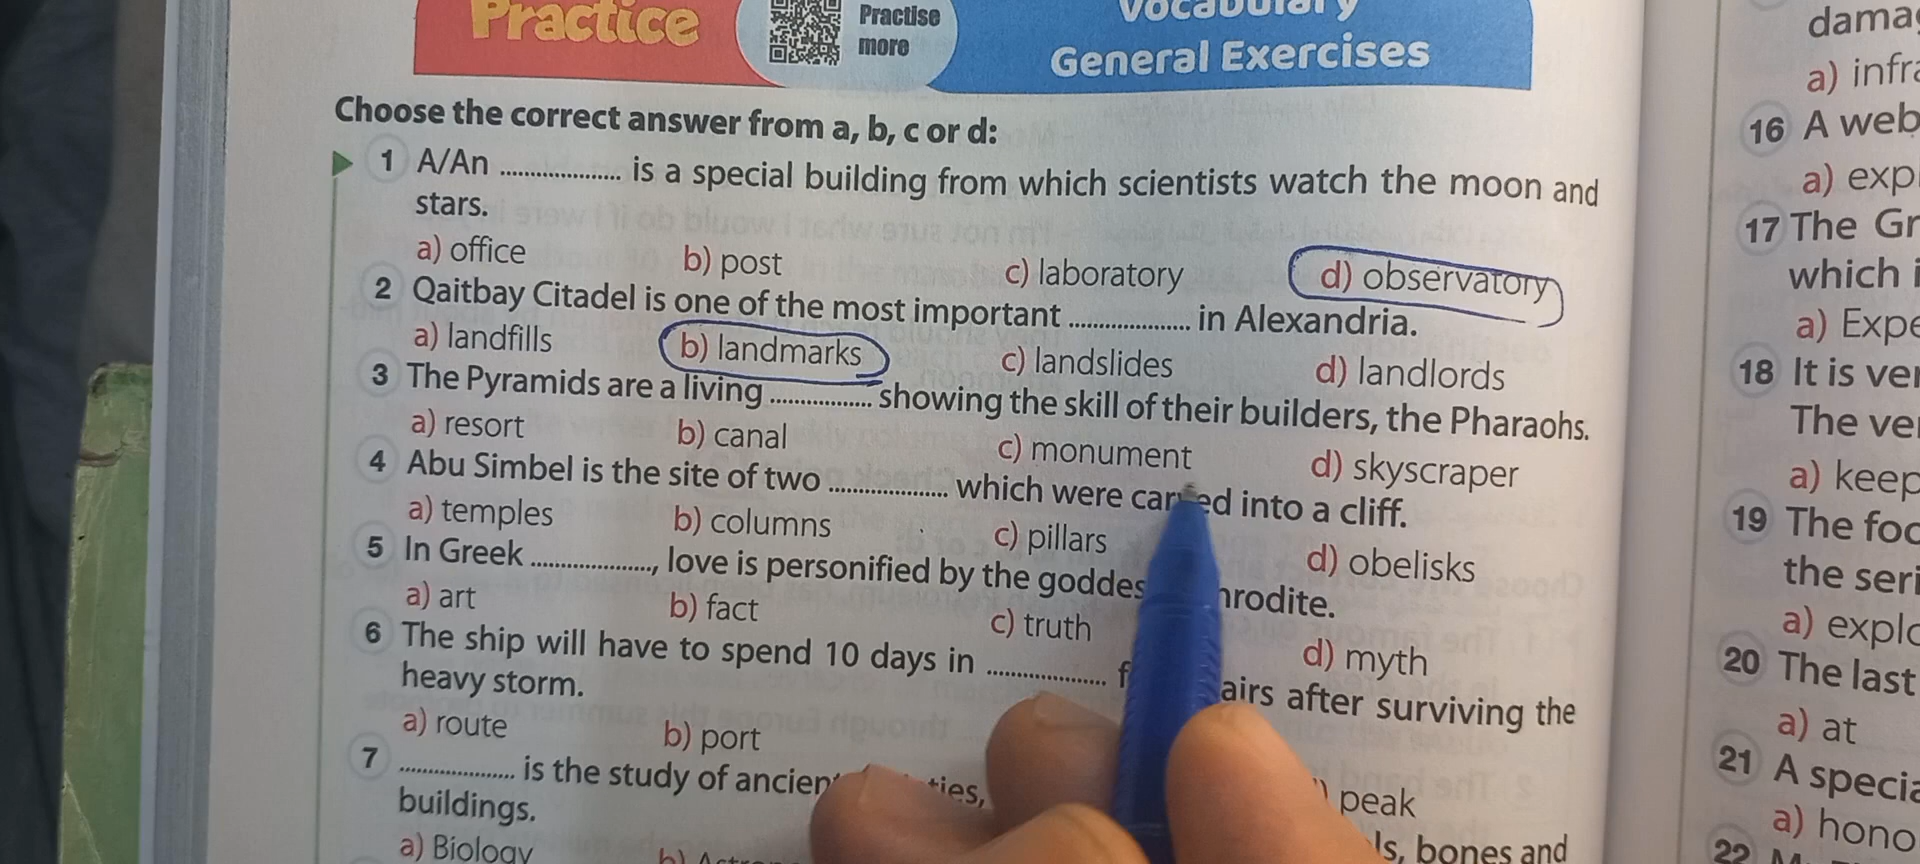 Practice
Practise
more
Vocabulary
General Exercises
Choose the correct answer from a, b, c or d:
1 A/An .................... is a special building from which scientists watch the moon and
stars.
a) office b) post c) laboratory d) observatory
2 Qaitbay Citadel is one of the most important .................... in Alexandria.
a) landfills b) landmarks c) landslides d) landlords
3 The Pyramids are a living ................. showing the skill of their builders, the Pharaohs.
a) resort b) canal c) monument d) skyscraper
4 Abu Simbel is the site of two .................... which were carved into a cliff.
a) temples b) columns c) pillars d) obelisks
5 In Greek ...................., love is personified by the goddes hrodite.
a) art b) fact c) truth d) myth
6 The ship will have to spend 10 days in .................... f airs after surviving the
heavy storm.
a) route b) port peak
7 .................... is the study of ancien ties, ls, bones and
buildings.
a) Biology b)
a) infra
16 A web
a) exp
17 The Gr
which i
a) Expe
18 It is ver
The ve
a) keep
19 The foo
the seri
a) explo
20 The last
a) at
21 A specia
a) hono
22